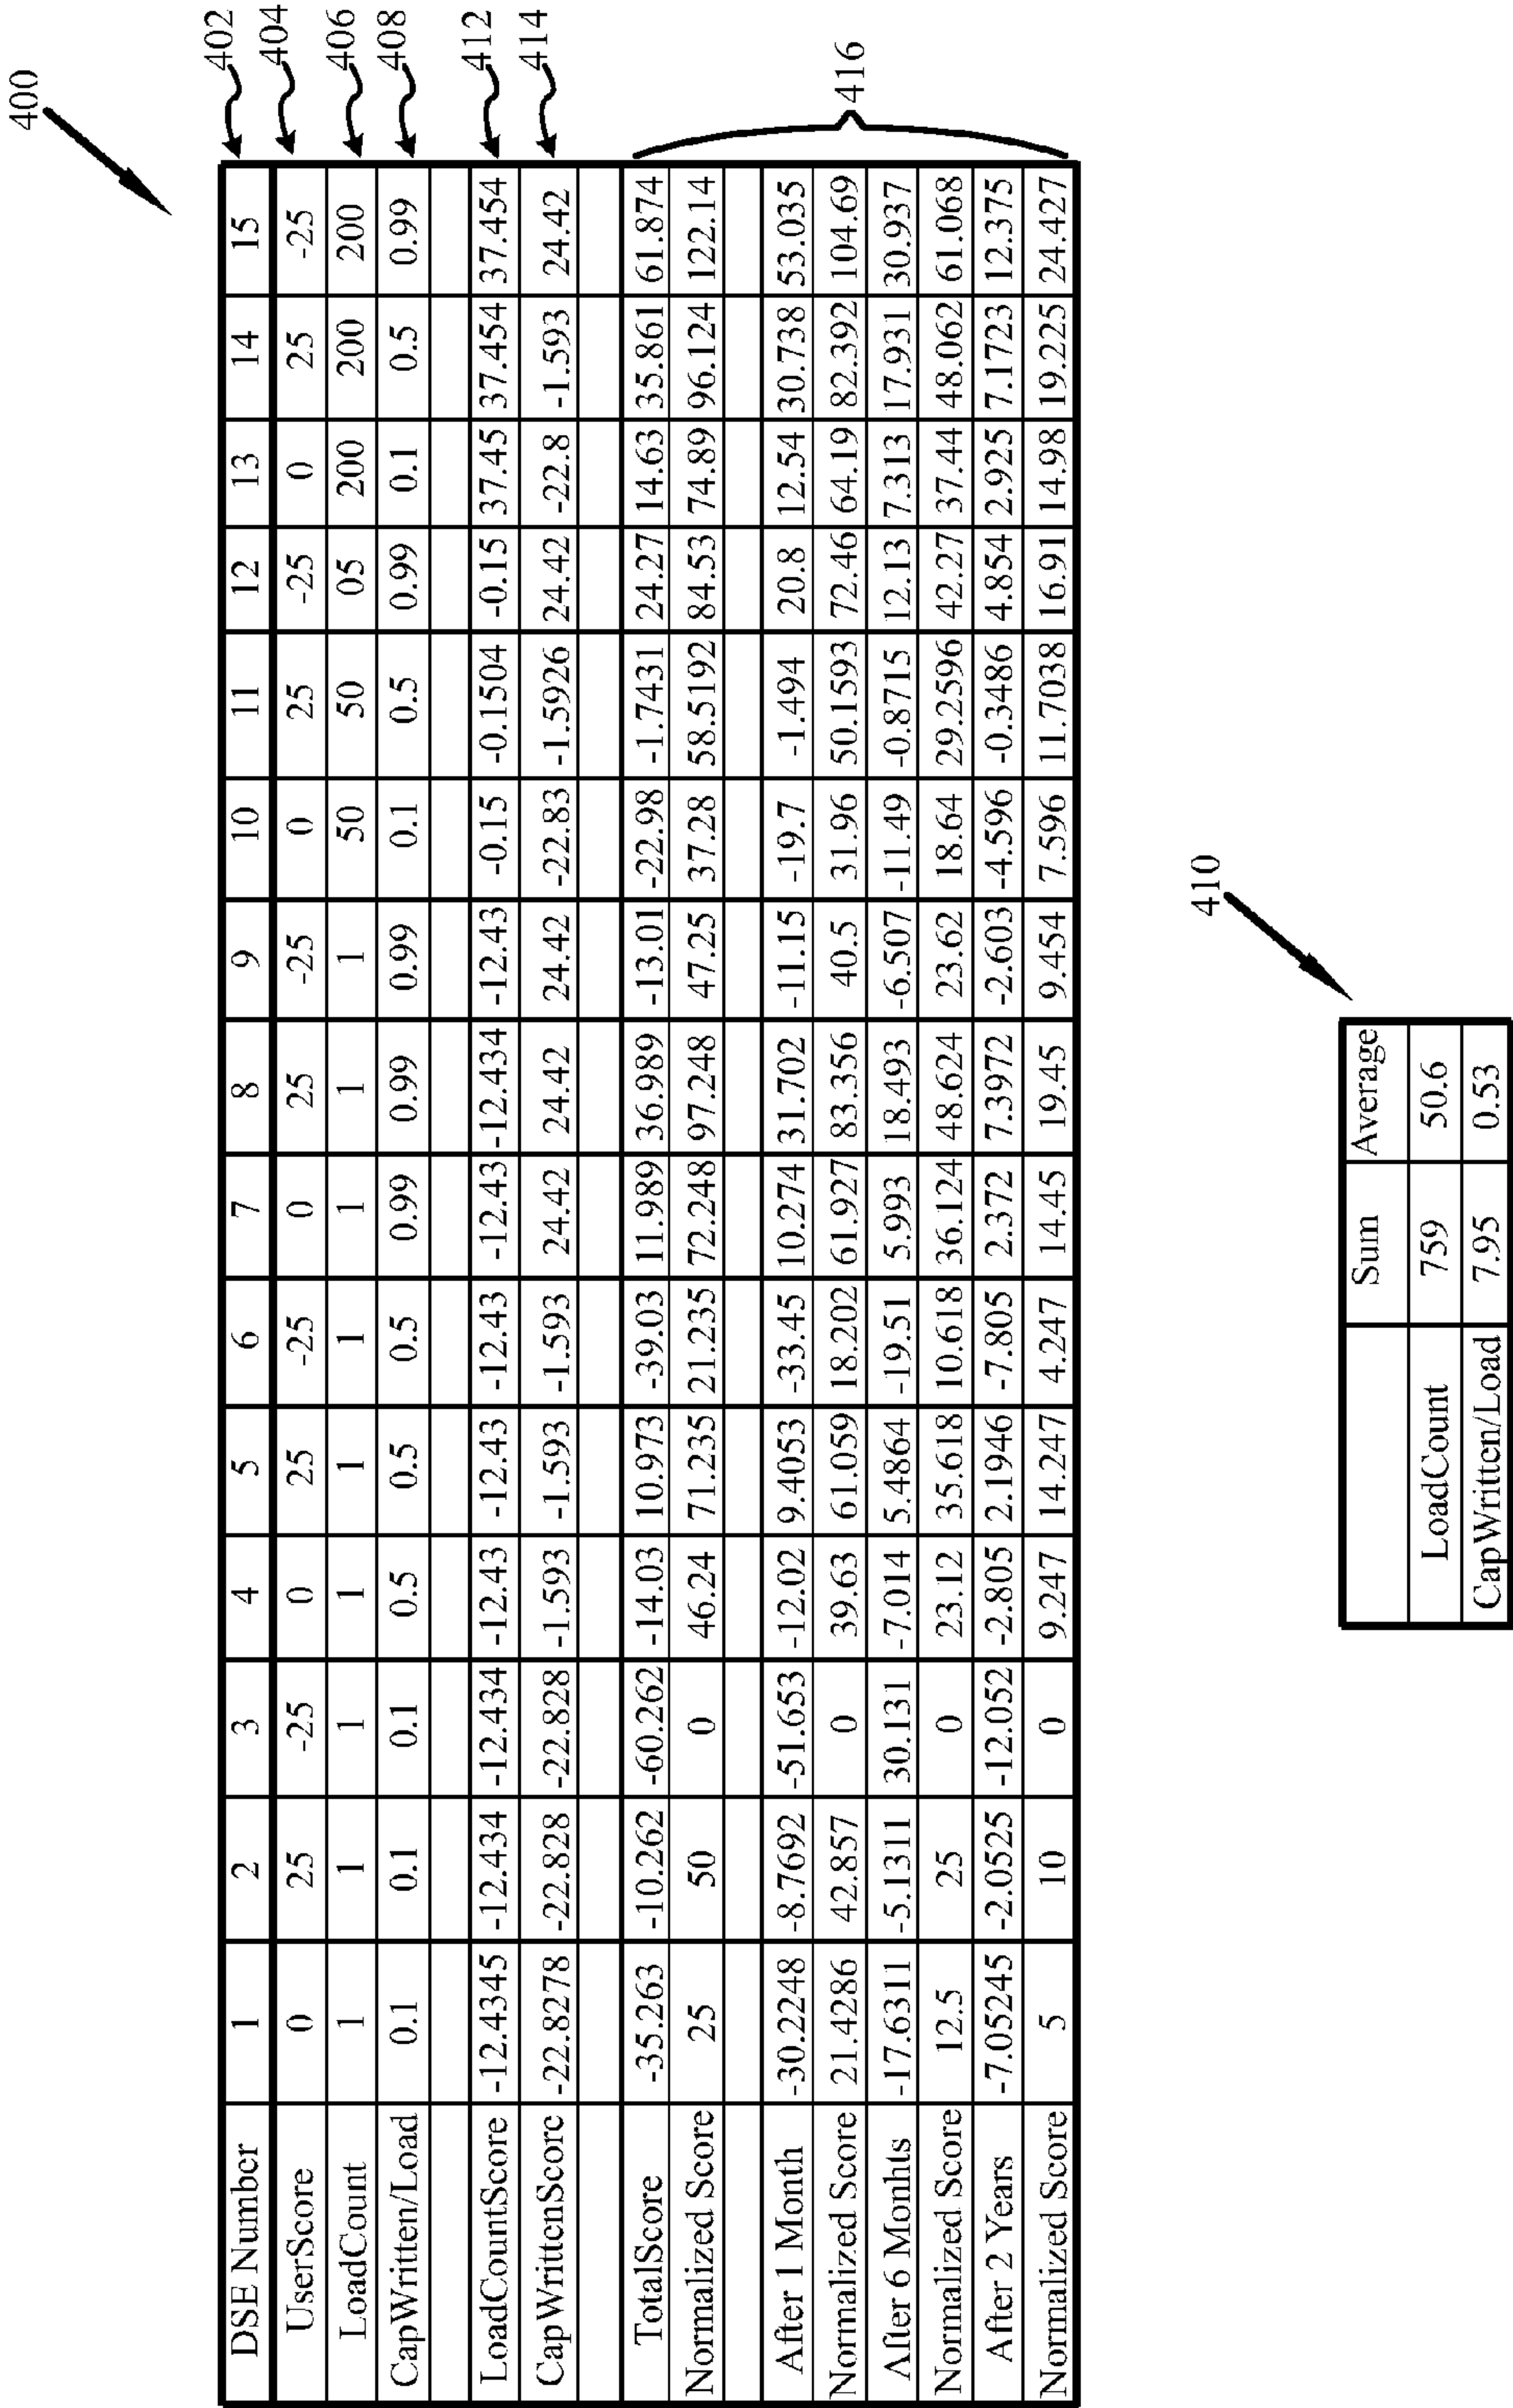 400
402
404
406
408
412
414
416
DSE Number 1 2 3 4 5 6 7 8 9 10 11 12 13 14 15
UserScore 0 25 -25 0 25 -25 0 25 -25 0 25 -25 0 25 -25
LoadCount 1 1 1 1 1 1 1 1 1 50 50 05 200 200 200
CapWritten/Load 0.1 0.1 0.1 0.5 0.5 0.5 0.99 0.99 0.99 0.1 0.5 0.99 0.1 0.5 0.99
LoadCountScore -12.4345 -12.434 -12.434 -12.43 -12.43 -12.43 -12.43 -12.434 -12.43 -0.15 -0.1504 -0.15 37.45 37.454 37.454
CapWrittenScore -22.8278 -22.828 -22.828 -1.593 -1.593 -1.593 24.42 24.42 24.42 -22.83 -1.5926 24.42 -22.8 -1.593 24.42
TotalScore -35.263 -10.262 -60.262 -14.03 10.973 -39.03 11.989 36.989 -13.01 -22.98 -1.7431 24.27 14.63 35.861 61.874
Normalized Score 25 50 0 46.24 71.235 21.235 72.248 97.248 47.25 37.28 58.5192 84.53 74.89 96.124 122.14
After 1 Month -30.2248 -8.7692 -51.653 -12.02 9.4053 -33.45 10.274 31.702 -11.15 -19.7 -1.494 20.8 12.54 30.738 53.035
Normalized Score 21.4286 42.857 0 39.63 61.059 18.202 61.927 83.356 40.5 31.96 50.1593 72.46 64.19 82.392 104.69
After 6 Monhts -17.6311 -5.1311 30.131 -7.014 5.4864 -19.51 5.993 18.493 -6.507 -11.49 -0.8715 12.13 7.313 17.931 30.937
Normalized Score 12.5 25 0 23.12 35.618 10.618 36.124 48.624 23.62 18.64 29.2596 42.27 37.44 48.062 61.068
After 2 Years -7.05245 -2.0525 -12.052 -2.805 2.1946 -7.805 2.372 7.3972 -2.603 -4.596 -0.3486 4.854 2.925 7.1723 12.375
Normalized Score 5 10 0 9.247 14.247 4.247 14.45 19.45 9.454 7.596 11.7038 16.91 14.98 19.225 24.427
410
Sum Average
LoadCount 759 50.6
CapWritten/Load 7.95 0.53